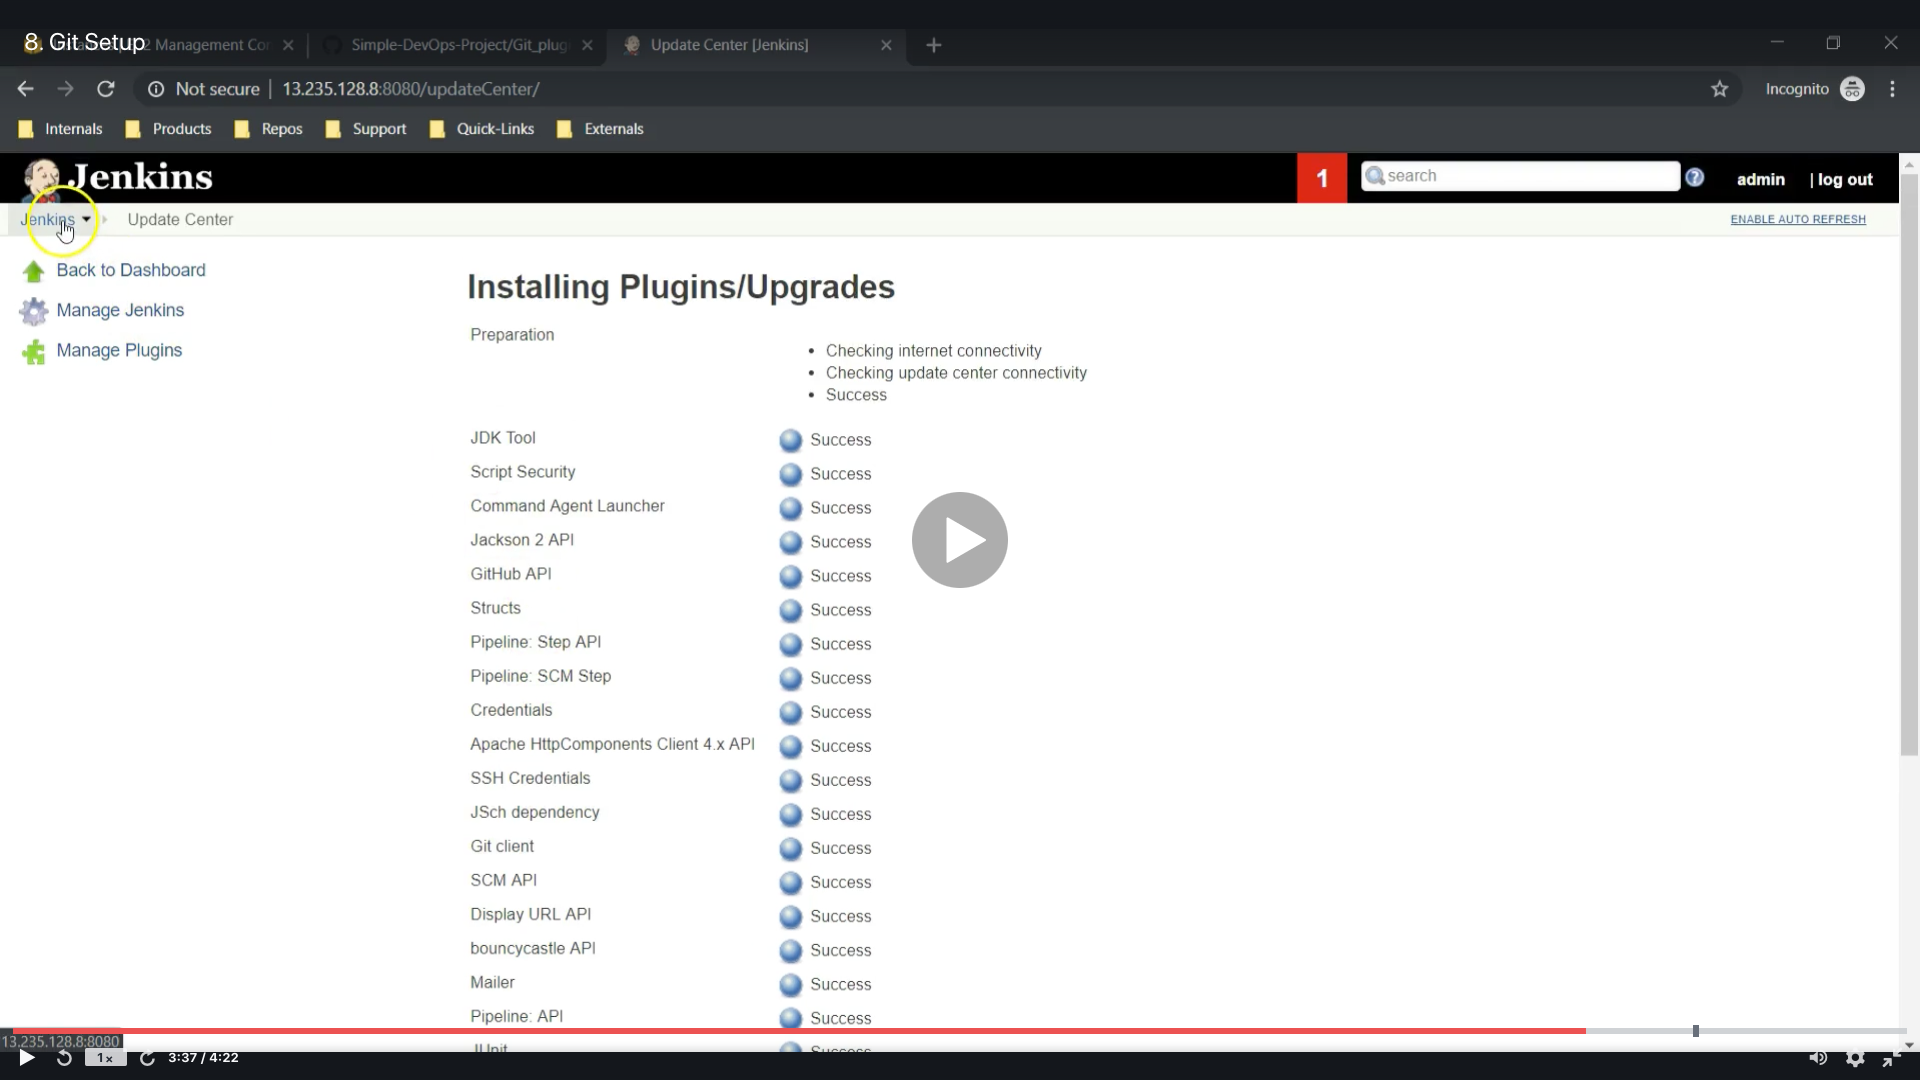 8. Git Setup
2 Management Co
Simple-DevOps-Project/Git_plug
Update Center [Jenkins]
Not secure | 13.235.128.8:8080/updateCenter/
Incognito
Internals Products Repos Support Quick-Links Externals
Jenkins
1
search
admin | log out
Jenkins Update Center
ENABLE AUTO REFRESH
Back to Dashboard
Manage Jenkins
Manage Plugins
Installing Plugins/Upgrades
Preparation
• Checking internet connectivity
• Checking update center connectivity
• Success
JDK Tool Success
Script Security Success
Command Agent Launcher Success
Jackson 2 API Success
GitHub API Success
Structs Success
Pipeline: Step API Success
Pipeline: SCM Step Success
Credentials Success
Apache HttpComponents Client 4.x API Success
SSH Credentials Success
JSch dependency Success
Git client Success
SCM API Success
Display URL API Success
bouncycastle API Success
Mailer Success
Pipeline: API Success
JUnit Success
13.235.128.8:8080
1x 3:37 / 4:22